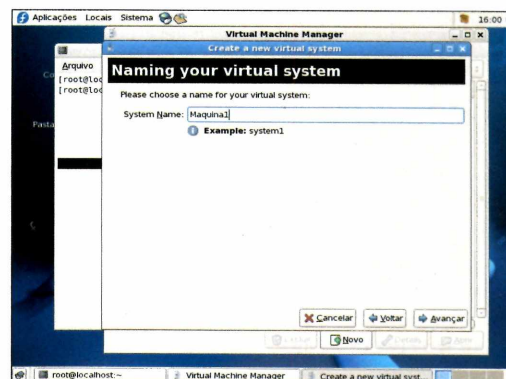 Aplicações Locais Sistema 16:00
Virtual Machine Manager
Create a new virtual system
Arquivo
[root@loc
[root@loc
Pasta
Naming your virtual system
Please choose a name for your virtual system:
System Name: Maquina1
Example: system1
Cancelar Voltar Avançar
Novo
root@localhost:~ Virtual Machine Manager Create a new virtual syst